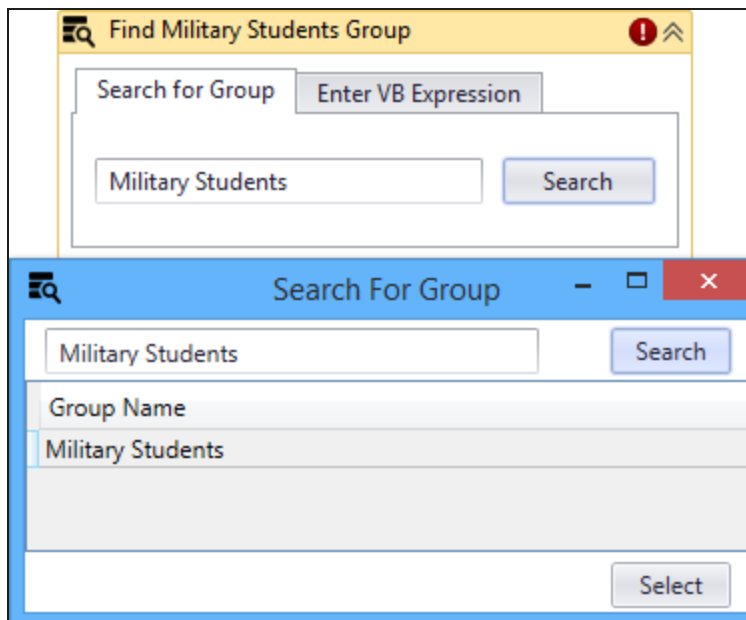 Find Military Students Group
Search for Group Enter VB Expression
Military Students Search
Search For Group
Military Students Search
Group Name
Military Students
Select